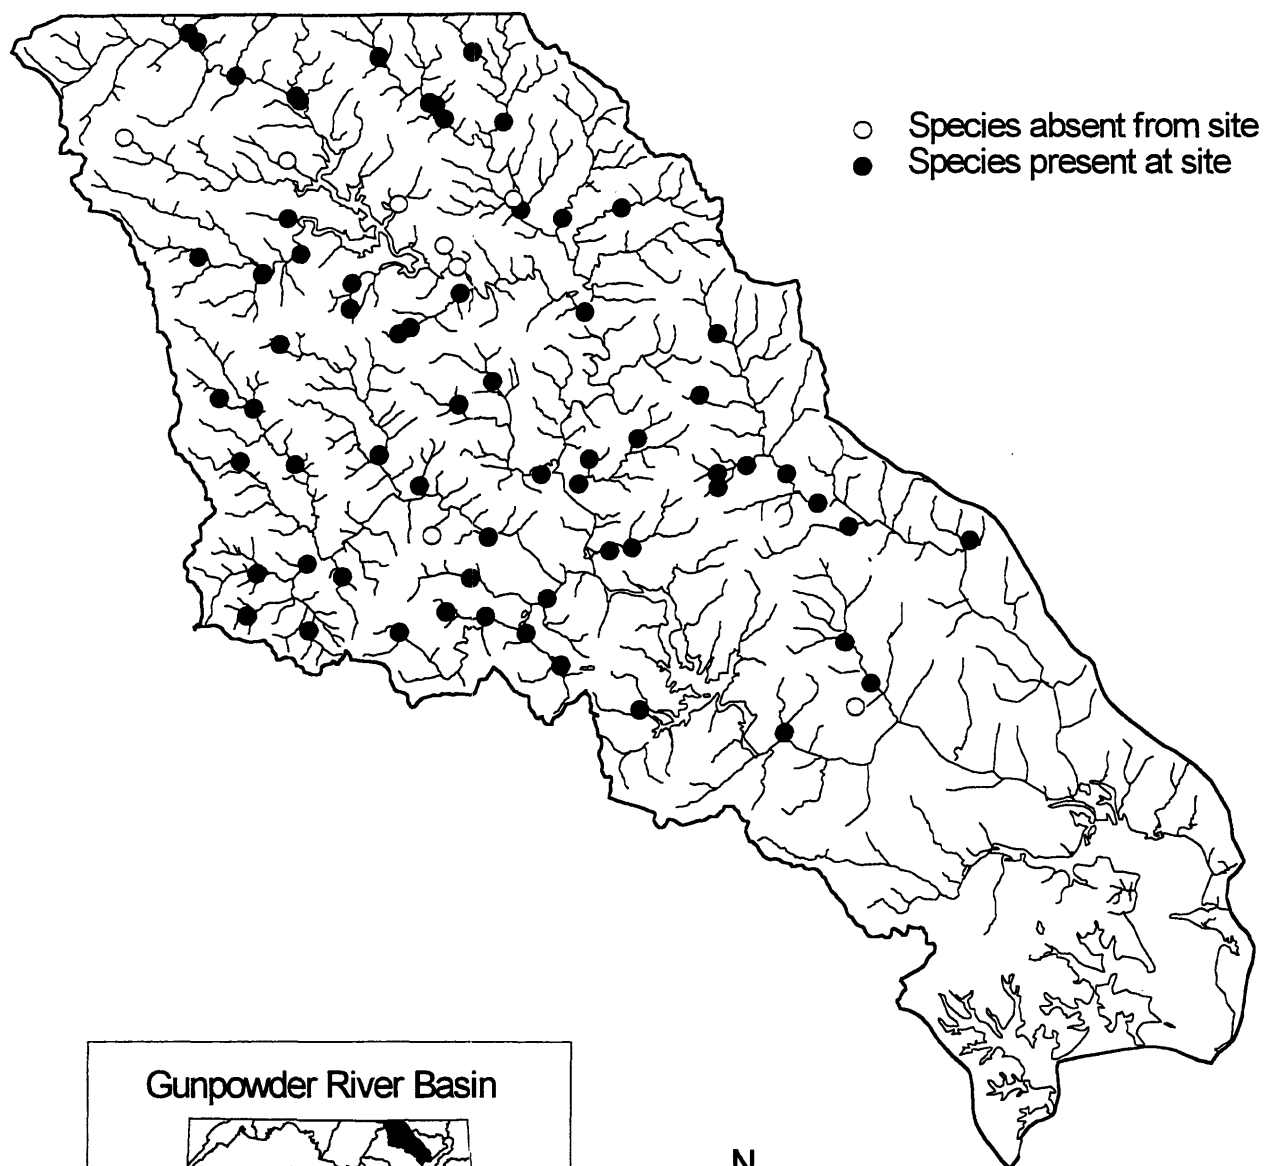 Species absent from site
Species present at site
Gunpowder River Basin
N